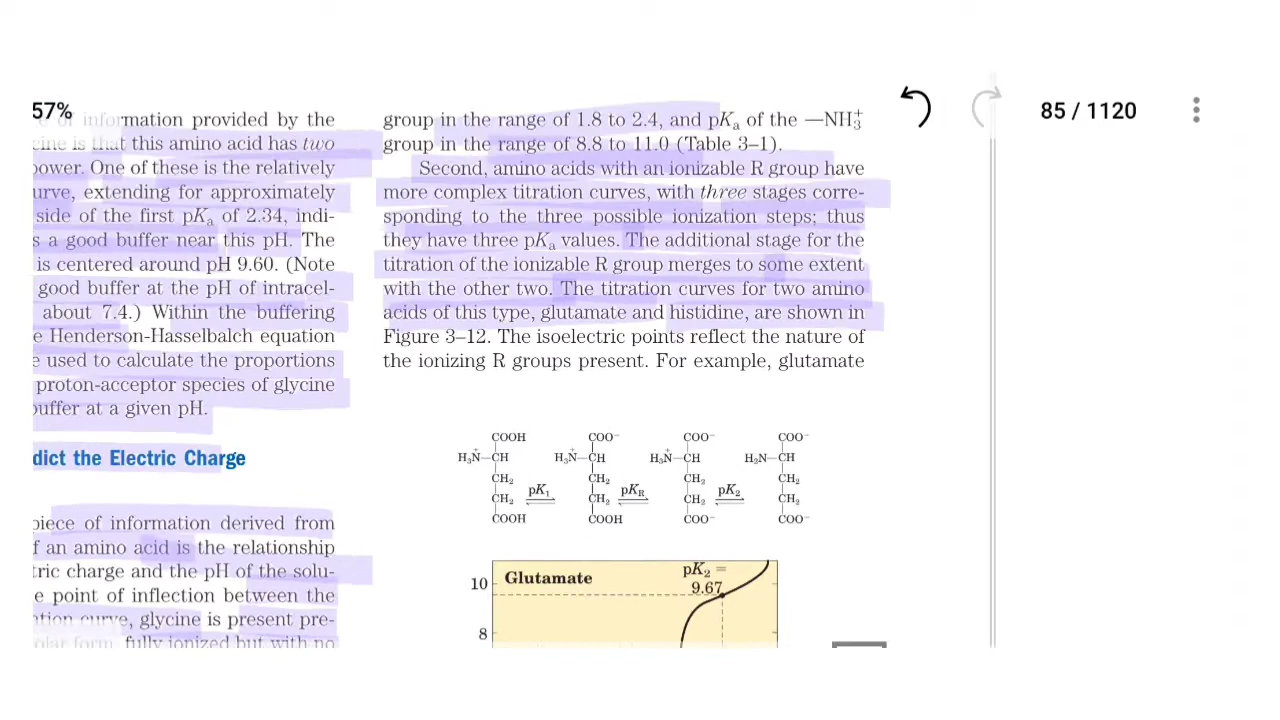 57%
85 / 1120
information provided by the
that this amino acid has two
power. One of these is the relatively
urve, extending for approximately
side of the first pKₐ of 2.34, indi-
s a good buffer near this pH. The
is centered around pH 9.60. (Note
good buffer at the pH of intracel-
about 7.4.) Within the buffering
e Henderson-Hasselbalch equation
e used to calculate the proportions
proton-acceptor species of glycine
buffer at a given pH.
dict the Electric Charge
piece of information derived from
f an amino acid is the relationship
tric charge and the pH of the solu-
e point of inflection between the
ation curve, glycine is present pre-
olar form, fully ionized but with no
group in the range of 1.8 to 2.4, and pKₐ of the —NH₃⁺
group in the range of 8.8 to 11.0 (Table 3–1).
Second, amino acids with an ionizable R group have
more complex titration curves, with three stages corre-
sponding to the three possible ionization steps; thus
they have three pKₐ values. The additional stage for the
titration of the ionizable R group merges to some extent
with the other two. The titration curves for two amino
acids of this type, glutamate and histidine, are shown in
Figure 3–12. The isoelectric points reflect the nature of
the ionizing R groups present. For example, glutamate
COOH COO⁻ COO⁻ COO⁻
H₃N⁺–CH H₃N⁺–CH H₃N⁺–CH H₂N–CH
CH₂ CH₂ CH₂ CH₂
CH₂ pK₁ CH₂ pKR CH₂ pK₂ CH₂
COOH COOH COO⁻ COO⁻
10 Glutamate pK₂ =
9.67
8